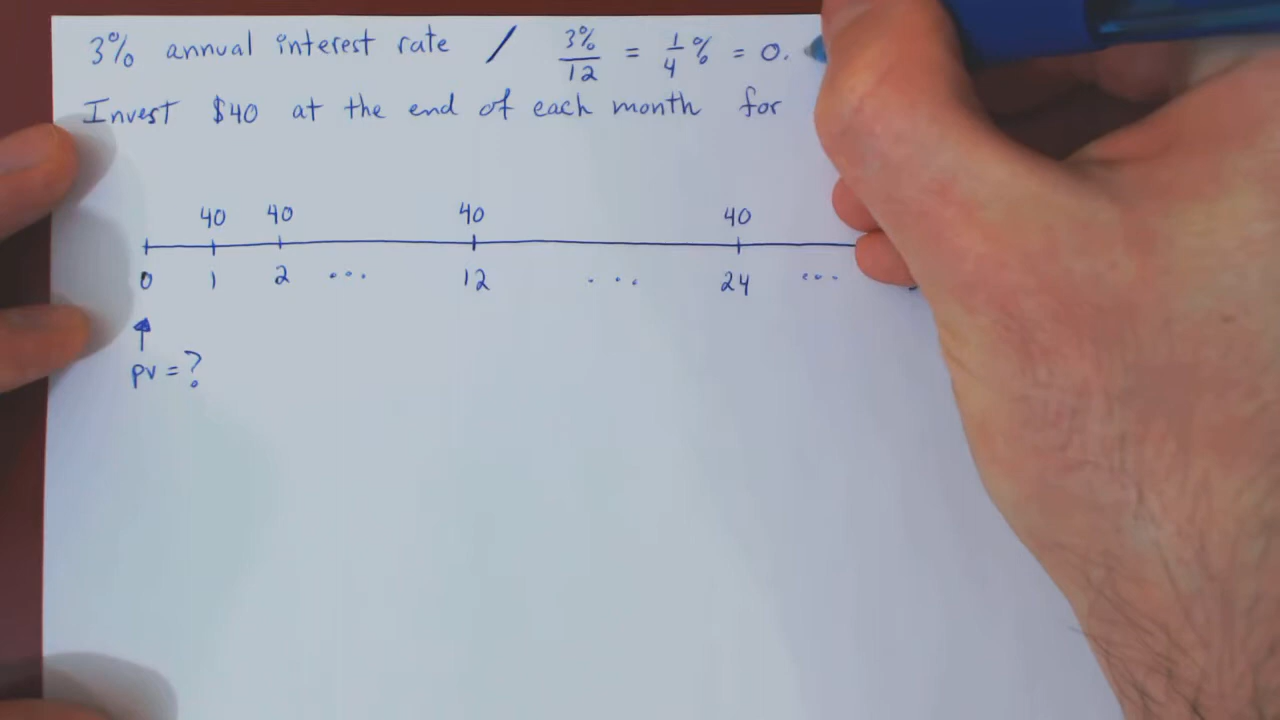 3% annual interest rate / 3%/12 = 1/4 % = 0.
Invest $40 at the end of each month for
40 40 40 40
0 1 2 ... 12 ... 24 ...
PV = ?